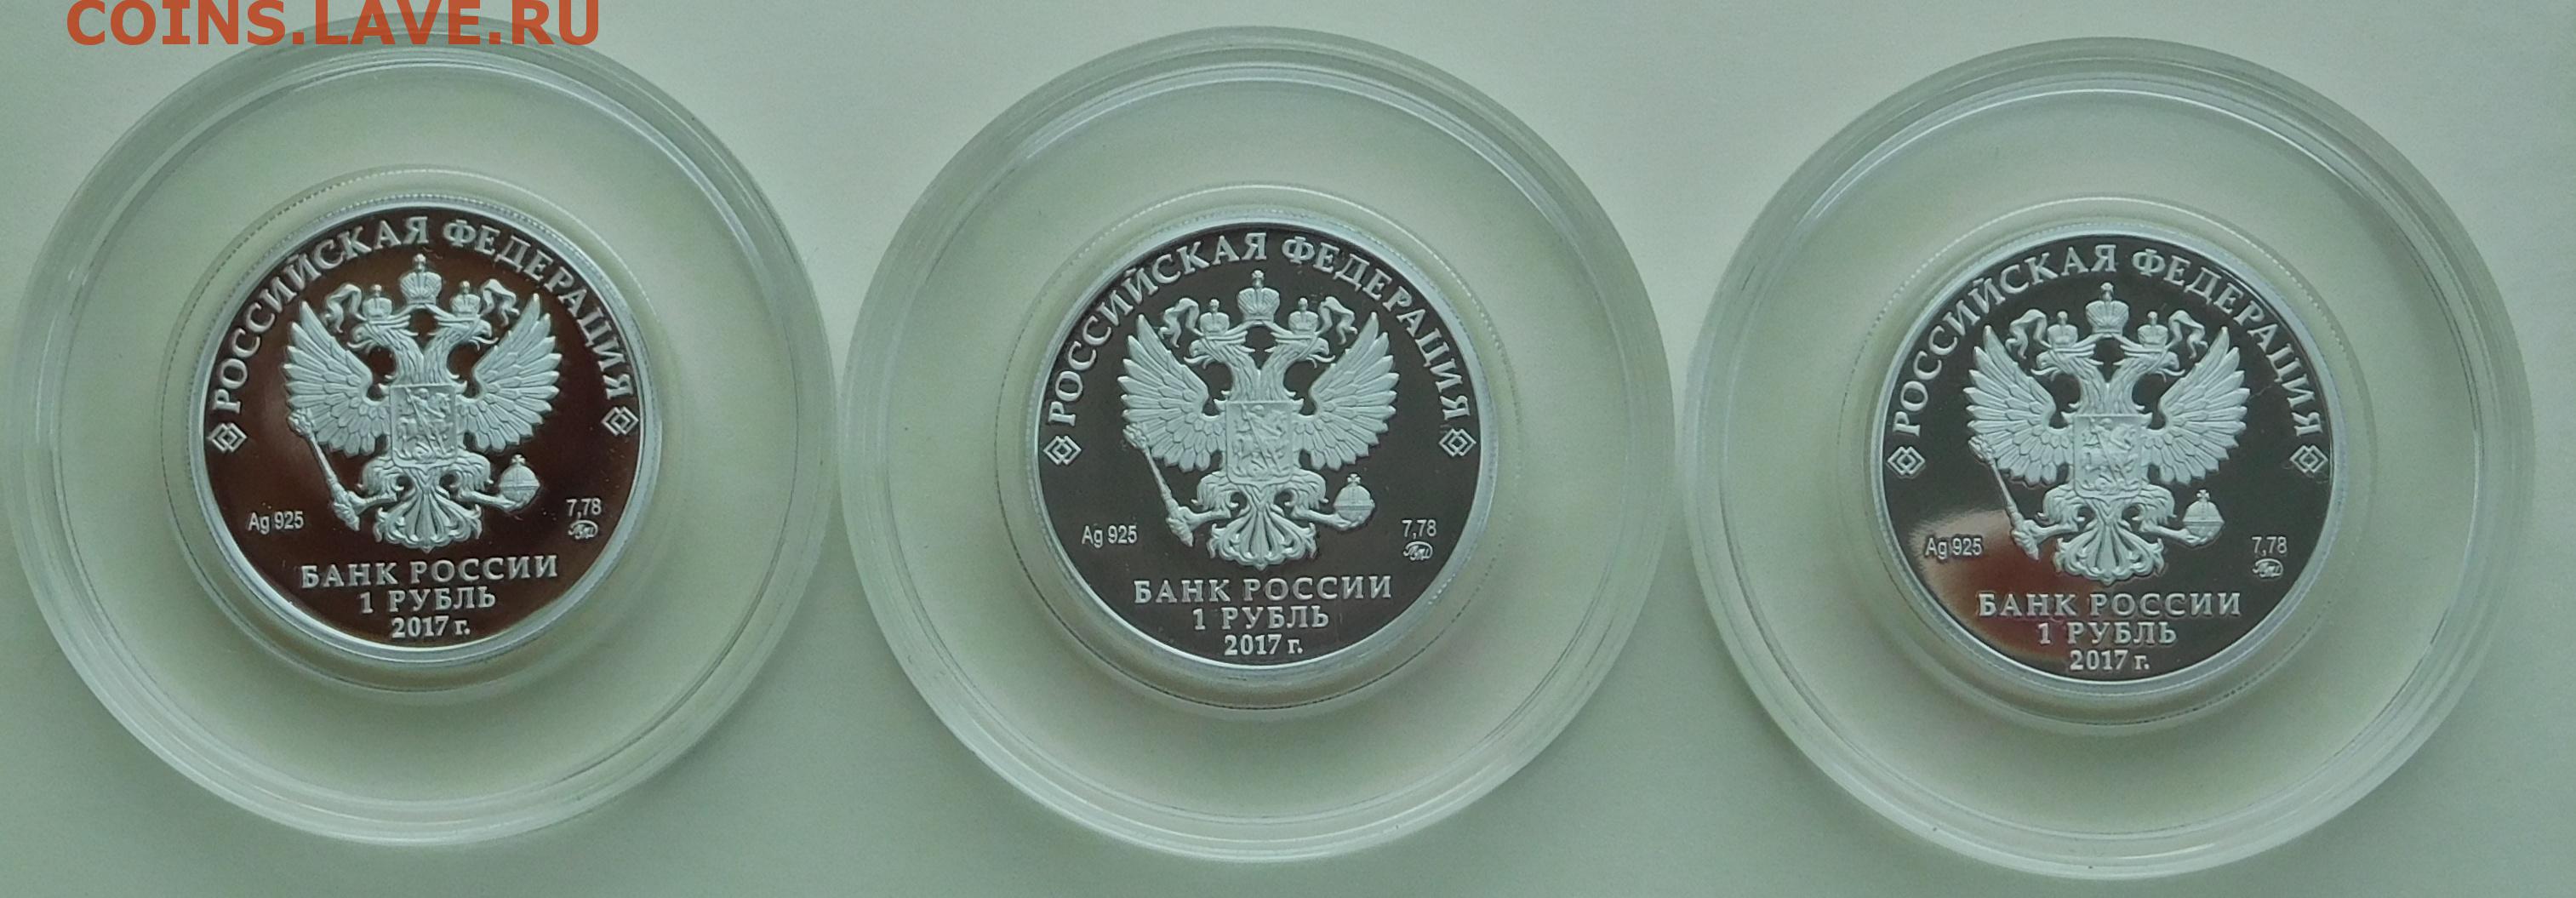 COINS.LAVE.RU
РОССИЙСКАЯ ФЕДЕРАЦИЯ
Ag 925
7,78
БАНК РОССИИ
1 РУБЛЬ
2017 г.
РОССИЙСКАЯ ФЕДЕРАЦИЯ
Ag 925
7,78
БАНК РОССИИ
1 РУБЛЬ
2017 г.
РОССИЙСКАЯ ФЕДЕРАЦИЯ
Ag 925
7,78
БАНК РОССИИ
1 РУБЛЬ
2017 г.